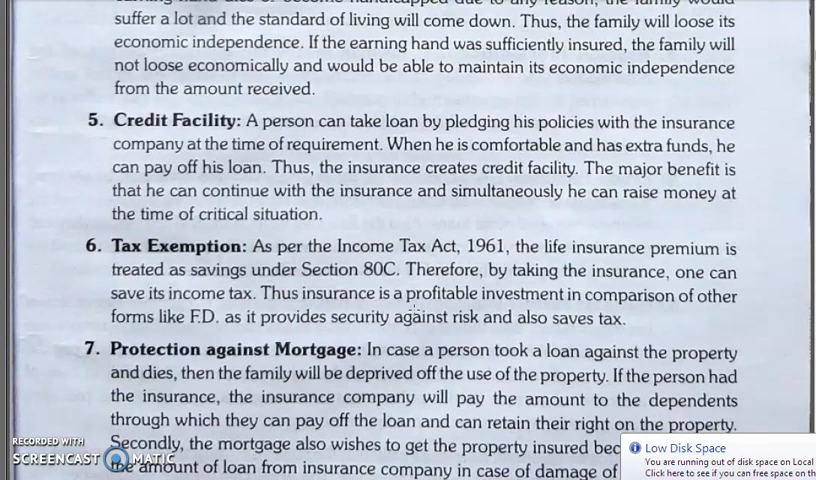 suffer a lot and the standard of living will come down. Thus, the family will loose its
economic independence. If the earning hand was sufficiently insured, the family will
not loose economically and would be able to maintain its economic independence
from the amount received.
5. Credit Facility: A person can take loan by pledging his policies with the insurance
company at the time of requirement. When he is comfortable and has extra funds, he
can pay off his loan. Thus, the insurance creates credit facility. The major benefit is
that he can continue with the insurance and simultaneously he can raise money at
the time of critical situation.
6. Tax Exemption: As per the Income Tax Act, 1961, the life insurance premium is
treated as savings under Section 80C. Therefore, by taking the insurance, one can
save its income tax. Thus insurance is a profitable investment in comparison of other
forms like F.D. as it provides security against risk and also saves tax.
7. Protection against Mortgage: In case a person took a loan against the property
and dies, then the family will be deprived off the use of the property. If the person had
the insurance, the insurance company will pay the amount to the dependents
through which they can pay off the loan and can retain their right on the property.
Secondly, the mortgage also wishes to get the property insured bec
the amount of loan from insurance company in case of damage of
RECORDED WITH
SCREENCAST MATIC
Low Disk Space
You are running out of disk space on Local
Click here to see if you can free space on th